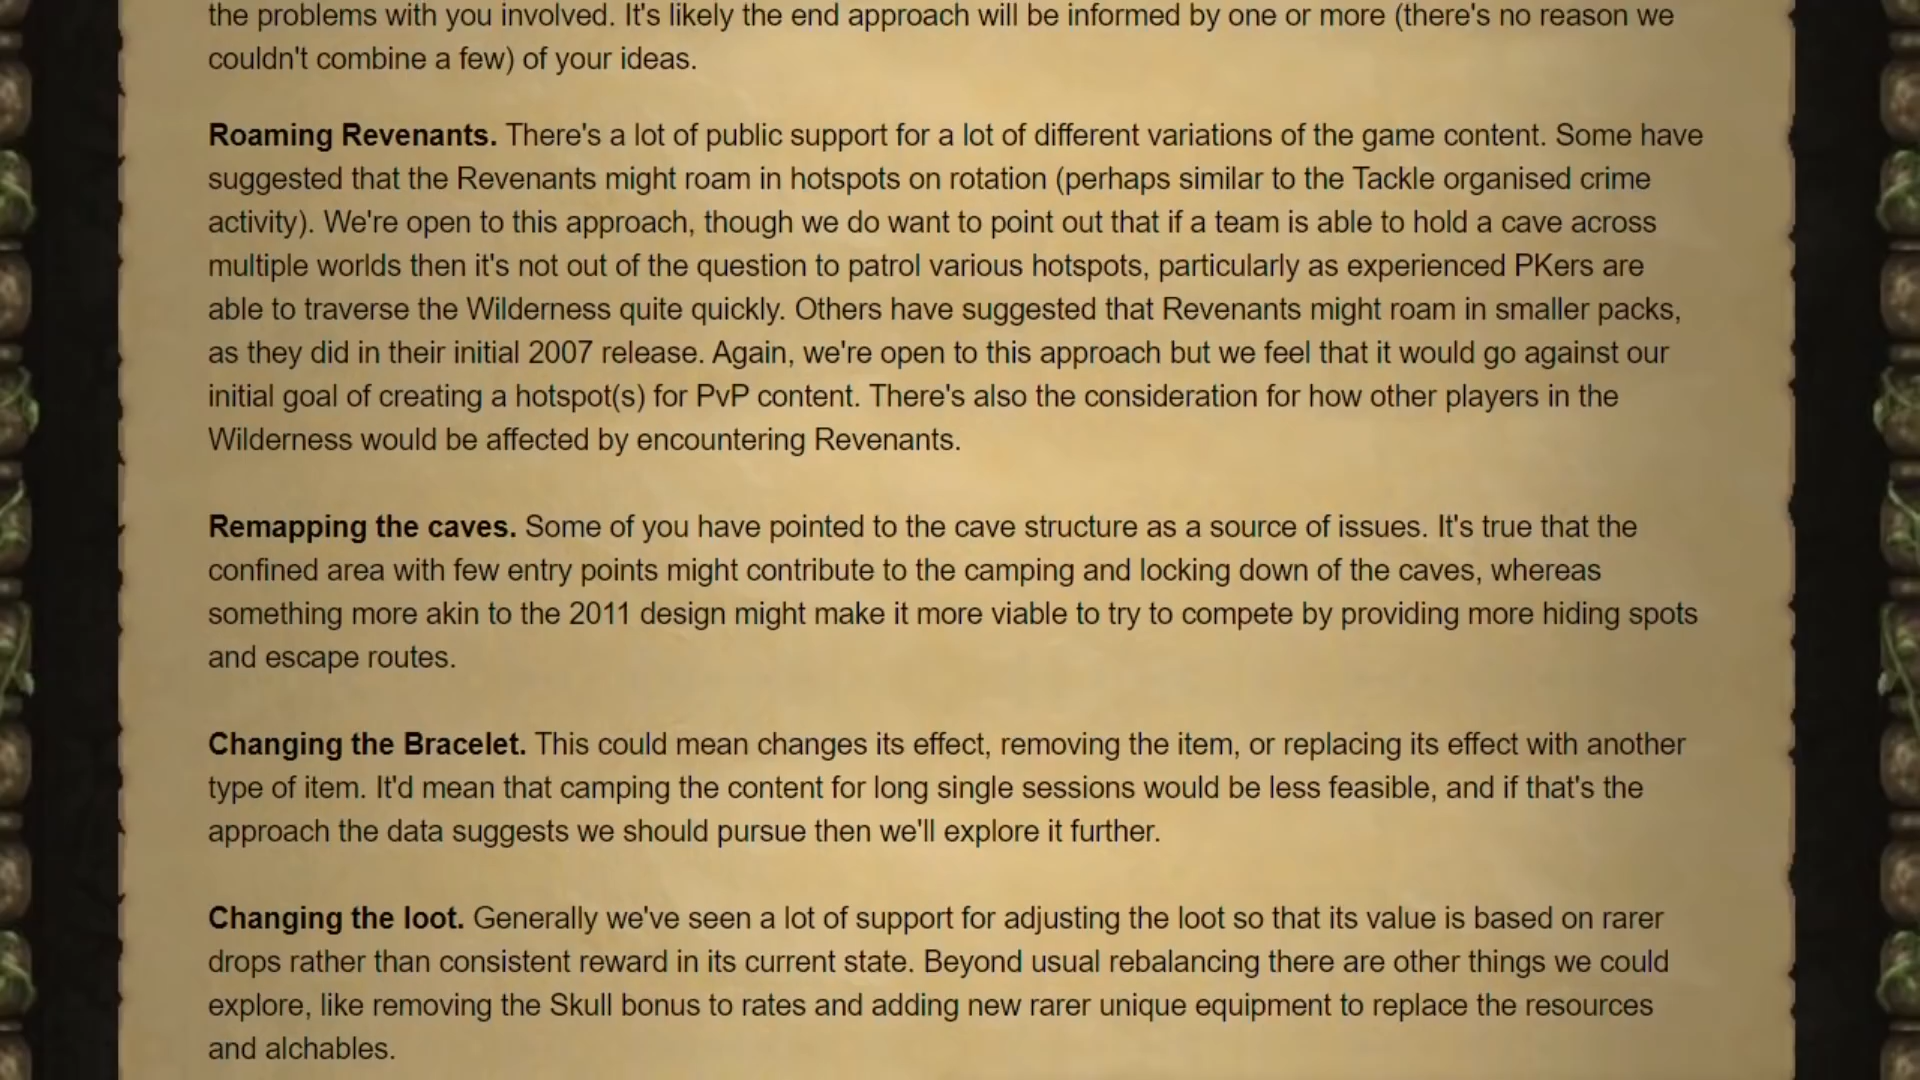 the problems with you involved. It's likely the end approach will be informed by one or more (there's no reason we
couldn't combine a few) of your ideas.
Roaming Revenants. There's a lot of public support for a lot of different variations of the game content. Some have
suggested that the Revenants might roam in hotspots on rotation (perhaps similar to the Tackle organised crime
activity). We're open to this approach, though we do want to point out that if a team is able to hold a cave across
multiple worlds then it's not out of the question to patrol various hotspots, particularly as experienced PKers are
able to traverse the Wilderness quite quickly. Others have suggested that Revenants might roam in smaller packs,
as they did in their initial 2007 release. Again, we're open to this approach but we feel that it would go against our
initial goal of creating a hotspot(s) for PvP content. There's also the consideration for how other players in the
Wilderness would be affected by encountering Revenants.
Remapping the caves. Some of you have pointed to the cave structure as a source of issues. It's true that the
confined area with few entry points might contribute to the camping and locking down of the caves, whereas
something more akin to the 2011 design might make it more viable to try to compete by providing more hiding spots
and escape routes.
Changing the Bracelet. This could mean changes its effect, removing the item, or replacing its effect with another
type of item. It'd mean that camping the content for long single sessions would be less feasible, and if that's the
approach the data suggests we should pursue then we'll explore it further.
Changing the loot. Generally we've seen a lot of support for adjusting the loot so that its value is based on rarer
drops rather than consistent reward in its current state. Beyond usual rebalancing there are other things we could
explore, like removing the Skull bonus to rates and adding new rarer unique equipment to replace the resources
and alchables.